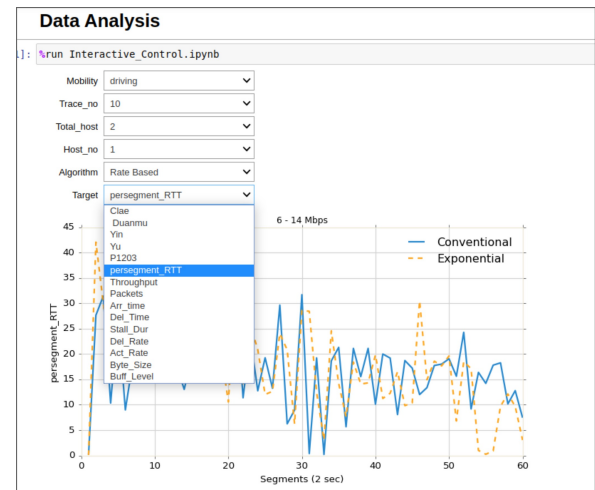 Data Analysis
]: %run Interactive_Control.ipynb
Mobility driving
Trace_no 10
Total_host 2
Host_no 1
Algorithm Rate Based
Target persegment_RTT
Clae
Duanmu
Yin
Yu
P1203
persegment_RTT
Throughput
Packets
Arr_time
Del_Time
Stall_Dur
Del_Rate
Act_Rate
Byte_Size
Buff_Level
6 - 14 Mbps
Conventional
Exponential
persegment_RTT
45
40
35
30
25
20
15
10
5
0
0 10 20 30 40 50 60
Segments (2 sec)